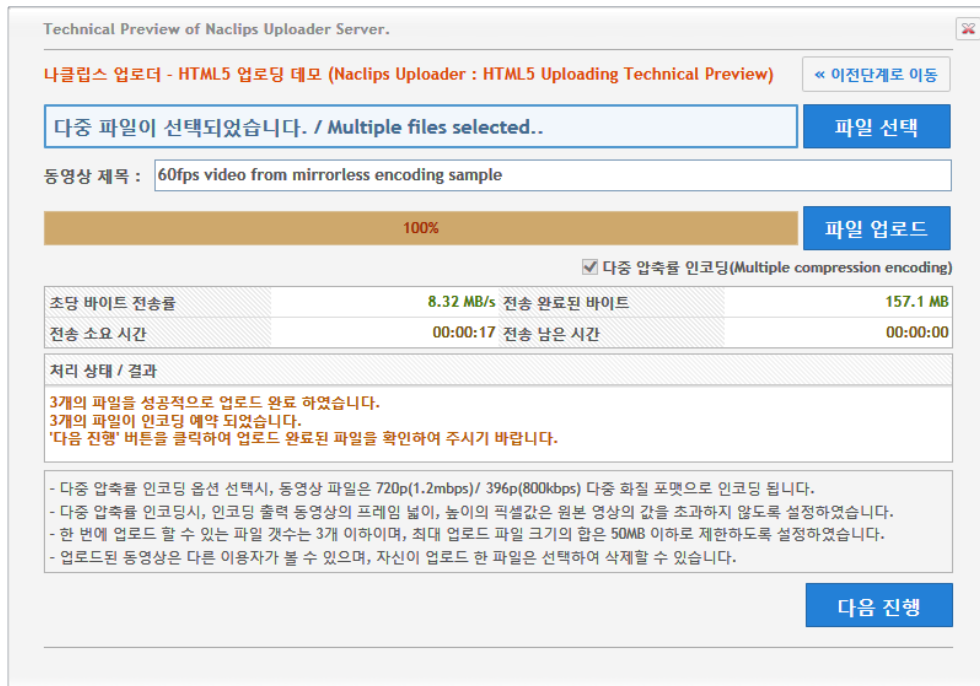 Technical Preview of Naclips Uploader Server.
나클립스 업로더 - HTML5 업로딩 데모 (Naclips Uploader : HTML5 Uploading Technical Preview)
« 이전단계로 이동
다중 파일이 선택되었습니다. / Multiple files selected..
파일 선택
동영상 제목 : 60fps video from mirrorless encoding sample
100%
파일 업로드
다중 압축률 인코딩(Multiple compression encoding)
초당 바이트 전송률 8.32 MB/s 전송 완료된 바이트 157.1 MB
전송 소요 시간 00:00:17 전송 남은 시간 00:00:00
처리 상태 / 결과
3개의 파일을 성공적으로 업로드 완료 하였습니다.
3개의 파일이 인코딩 예약 되었습니다.
'다음 진행' 버튼을 클릭하여 업로드 완료된 파일을 확인하여 주시기 바랍니다.
- 다중 압축률 인코딩 옵션 선택시, 동영상 파일은 720p(1.2mbps)/ 396p(800kbps) 다중 화질 포맷으로 인코딩 됩니다.
- 다중 압축률 인코딩시, 인코딩 출력 동영상의 프레임 넓이, 높이의 픽셀값은 원본 영상의 값을 초과하지 않도록 설정하였습니다.
- 한 번에 업로드 할 수 있는 파일 갯수는 3개 이하이며, 최대 업로드 파일 크기의 합은 50MB 이하로 제한하도록 설정하였습니다.
- 업로드된 동영상은 다른 이용자가 볼 수 있으며, 자신이 업로드 한 파일은 선택하여 삭제할 수 있습니다.
다음 진행